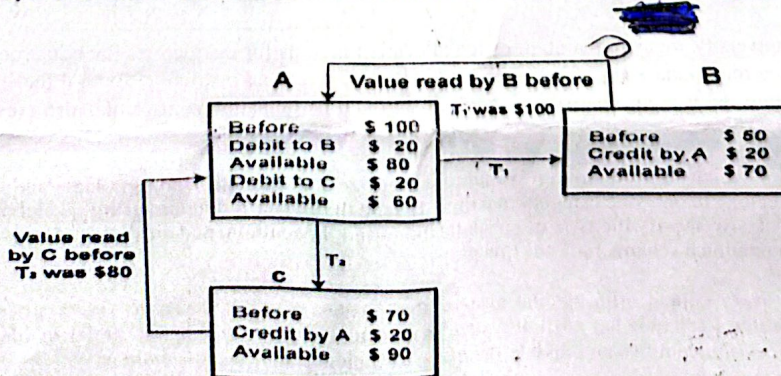 A
Value read by B before
B
T₁ was $100
Before $ 100
Debit to B $ 20
Available $ 80
Debit to C $ 20
Available $ 60
T₁
Before $ 50
Credit by A $ 20
Available $ 70
Value read
by C before
T₂ was $80
T₂
C
Before $ 70
Credit by A $ 20
Available $ 90